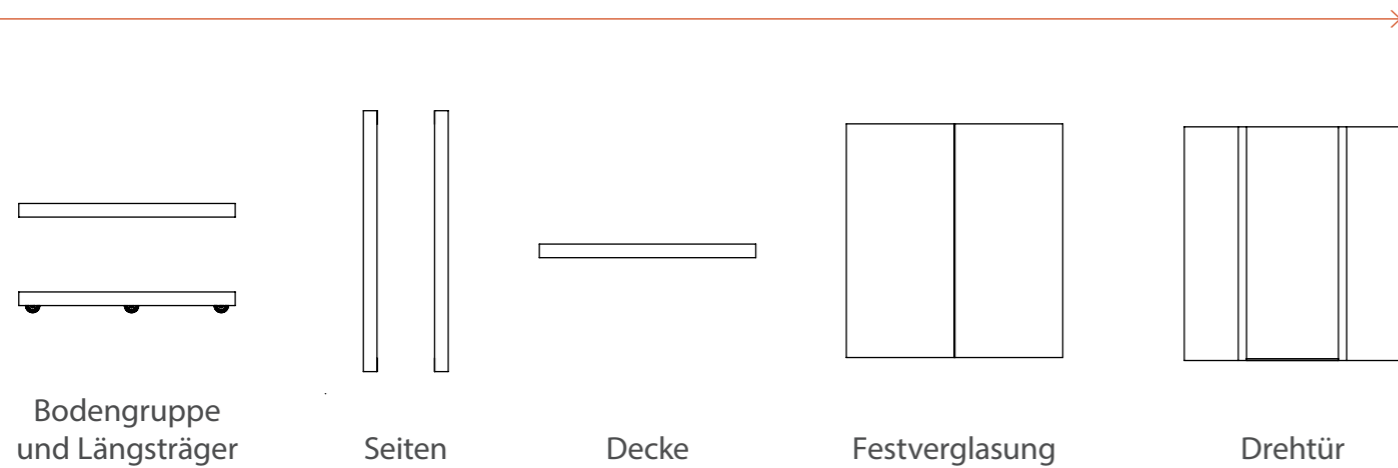 Bodengruppe
und Längsträger
Seiten
Decke
Festverglasung
Drehtür